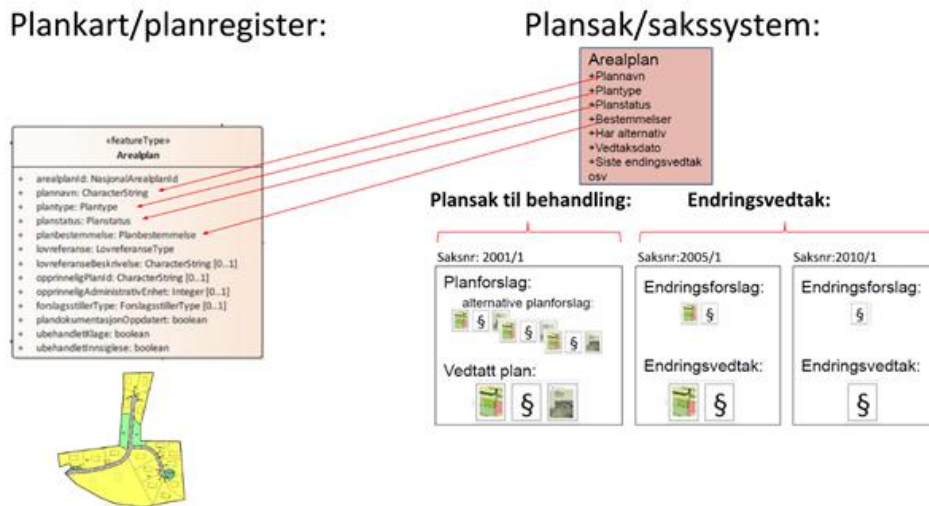 Plankart/planregister:
Plansak/sakssystem:
Arealplan
+Plannavn
+Plantype
+Planstatus
+Bestemmelser
+Har alternativ
+Vedtaksdato
+Siste endingsvedtak
osv
«featureType»
Arealplan
+ arealplanId: NasjonalArealplanId
+ plannavn: CharacterString
+ plantype: Plantype
+ planstatus: Planstatus
+ planbestemmelse: Planbestemmelse
+ lovreferanse: LovreferanseType
+ lovreferanseBeskrivelse: CharacterString [0..1]
+ opprinneligPlanId: CharacterString [0..1]
+ opprinneligAdministrativEnhet: Integer [0..1]
+ forslagsstillerType: ForslagsstillerType [0..1]
+ plandokumentasjonOppdatert: boolean
+ ubehandletKlage: boolean
+ ubehandletInnsiglese: boolean
Plansak til behandling:
Endringsvedtak:
Saksnr: 2001/1
Planforslag:
alternative planforslag:
§ § §
Vedtatt plan:
§
Saksnr:2005/1
Endringsforslag:
§
Endringsvedtak:
§
Saksnr:2010/1
Endringsforslag:
§
Endringsvedtak:
§